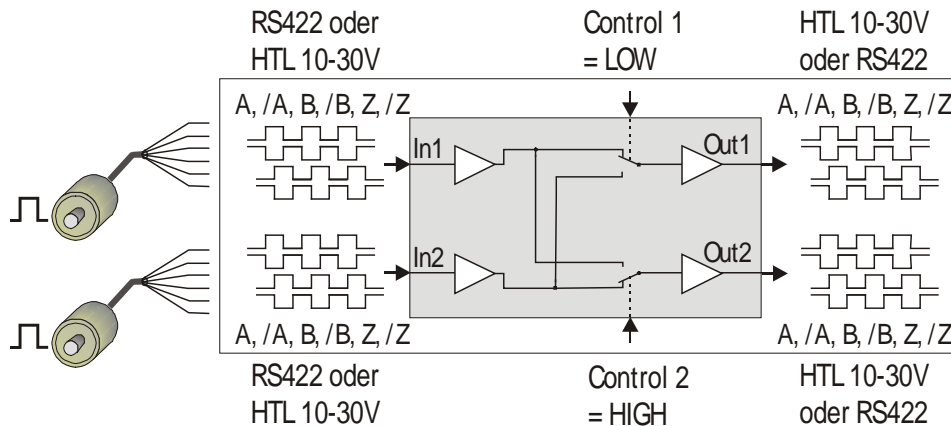 RS422 oder
HTL 10-30V
Control 1
= LOW
HTL 10-30V
oder RS422
A, /A, B, /B, Z, /Z
A, /A, B, /B, Z, /Z
In1
Out1
In2
Out2
A, /A, B, /B, Z, /Z
A, /A, B, /B, Z, /Z
RS422 oder
HTL 10-30V
Control 2
= HIGH
HTL 10-30V
oder RS422